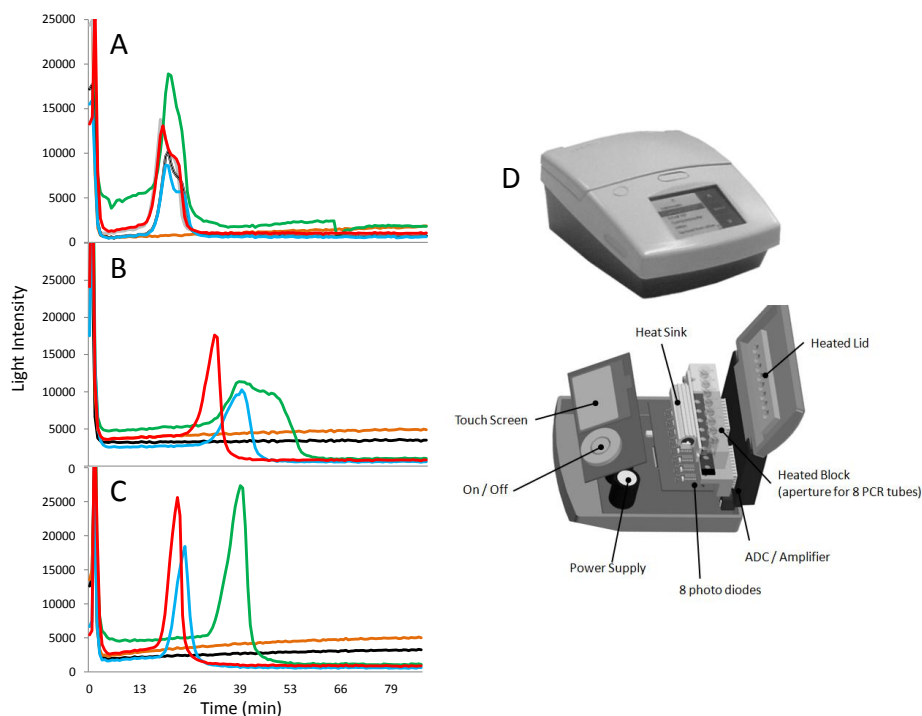 A
25000
20000
15000
10000
5000
0
B
25000
20000
15000
10000
5000
0
C
25000
20000
15000
10000
5000
0
Light Intensity
0 13 26 39 53 66 79
Time (min)
D
Heat Sink
Heated Lid
Touch Screen
On / Off
Heated Block
(aperture for 8 PCR tubes)
Power Supply
ADC / Amplifier
8 photo diodes